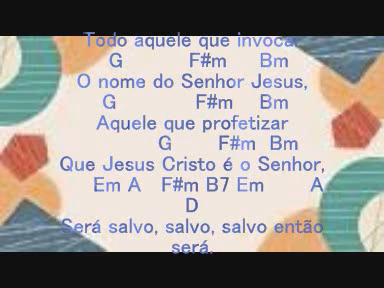 Todo aquele que invocar
G F#m Bm
O nome do Senhor Jesus,
G F#m Bm
Aquele que profetizar
G F#m Bm
Que Jesus Cristo é o Senhor,
Em A F#m B7 Em A
D
Será salvo, salvo, salvo então
será.